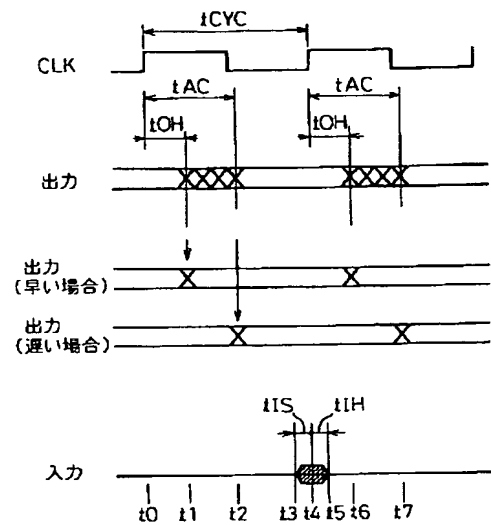 tCYC
CLK
tAC
tAC
tOH
tOH
出力
出力
(早い場合)
出力
(遅い場合)
tIS
tIH
入力
t0 t1 t2 t3 t4 t5 t6 t7